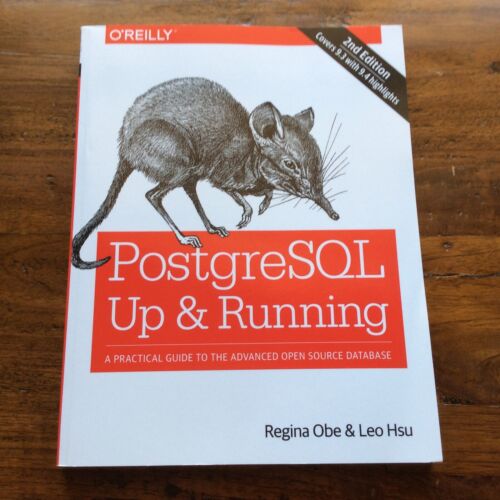 O'REILLY®
2nd Edition
Covers 9.3 with 9.4 highlights
PostgreSQL
Up & Running
A PRACTICAL GUIDE TO THE ADVANCED OPEN SOURCE DATABASE
Regina Obe & Leo Hsu